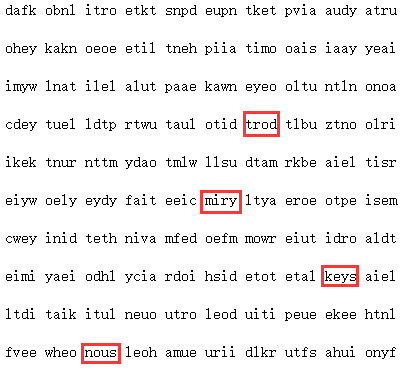 dafk obnl itro etkt snpd eupn tket pvia audy atru
ohey kakn oeoe etil tneh piia timo oais iaay yeai
imyw lnat ilel alut paae kawn eyeo oltu ntln onoa
cdey tuel ldtp rtwu taul otid trod tlbu ztno olri
ikek tnur nttm ydao tmlw llsu dtam rkbe aiel tisr
eiyw oely eydy fait eeic miry ltya eroe otpe isem
cwey inid teth niva mfed oefm mowr eiut idro aldt
eimi yaei odhl ycia rdoi hsid etot etal keys aiel
ltdi taik itul neuo utro leod uiti peue ekee htnl
fvee wheo nous leoh amue urii dlkr utfs ahui onyf